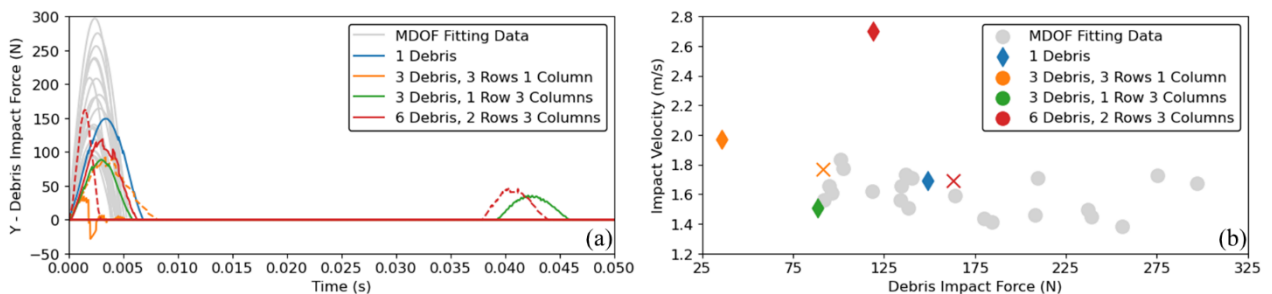 300
250
200
150
100
50
0
−50
Y - Debris Impact Force (N)
MDOF Fitting Data
1 Debris
3 Debris, 3 Rows 1 Column
3 Debris, 1 Row 3 Columns
6 Debris, 2 Rows 3 Columns
(a)
0.000 0.005 0.010 0.015 0.020 0.025 0.030 0.035 0.040 0.045 0.050
Time (s)
2.8
2.6
2.4
2.2
2.0
1.8
1.6
1.4
1.2
Impact Velocity (m/s)
MDOF Fitting Data
1 Debris
3 Debris, 3 Rows 1 Column
3 Debris, 1 Row 3 Columns
6 Debris, 2 Rows 3 Columns
(b)
25 75 125 175 225 275 325
Debris Impact Force (N)